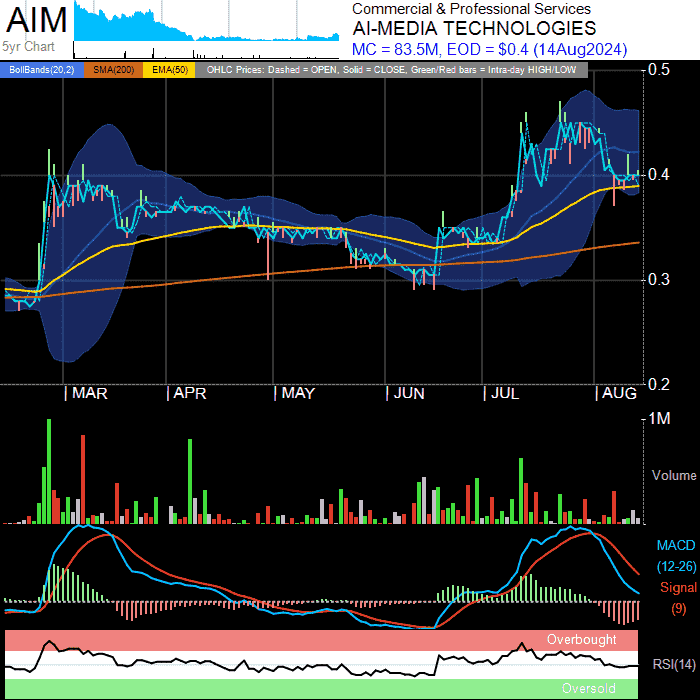 AIM
5yr Chart
Commercial & Professional Services
AI-MEDIA TECHNOLOGIES
MC = 83.5M, EOD = $0.4 (14Aug2024)
BollBands(20,2) SMA(200) EMA(50) OHLC Prices: Dashed = OPEN, Solid = CLOSE, Green/Red bars = Intra-day HIGH/LOW
0.5
0.4
0.3
0.2
| MAR | APR | MAY | JUN | JUL | AUG
1M
Volume
MACD
(12-26)
Signal
(9)
Overbought
RSI(14)
Oversold